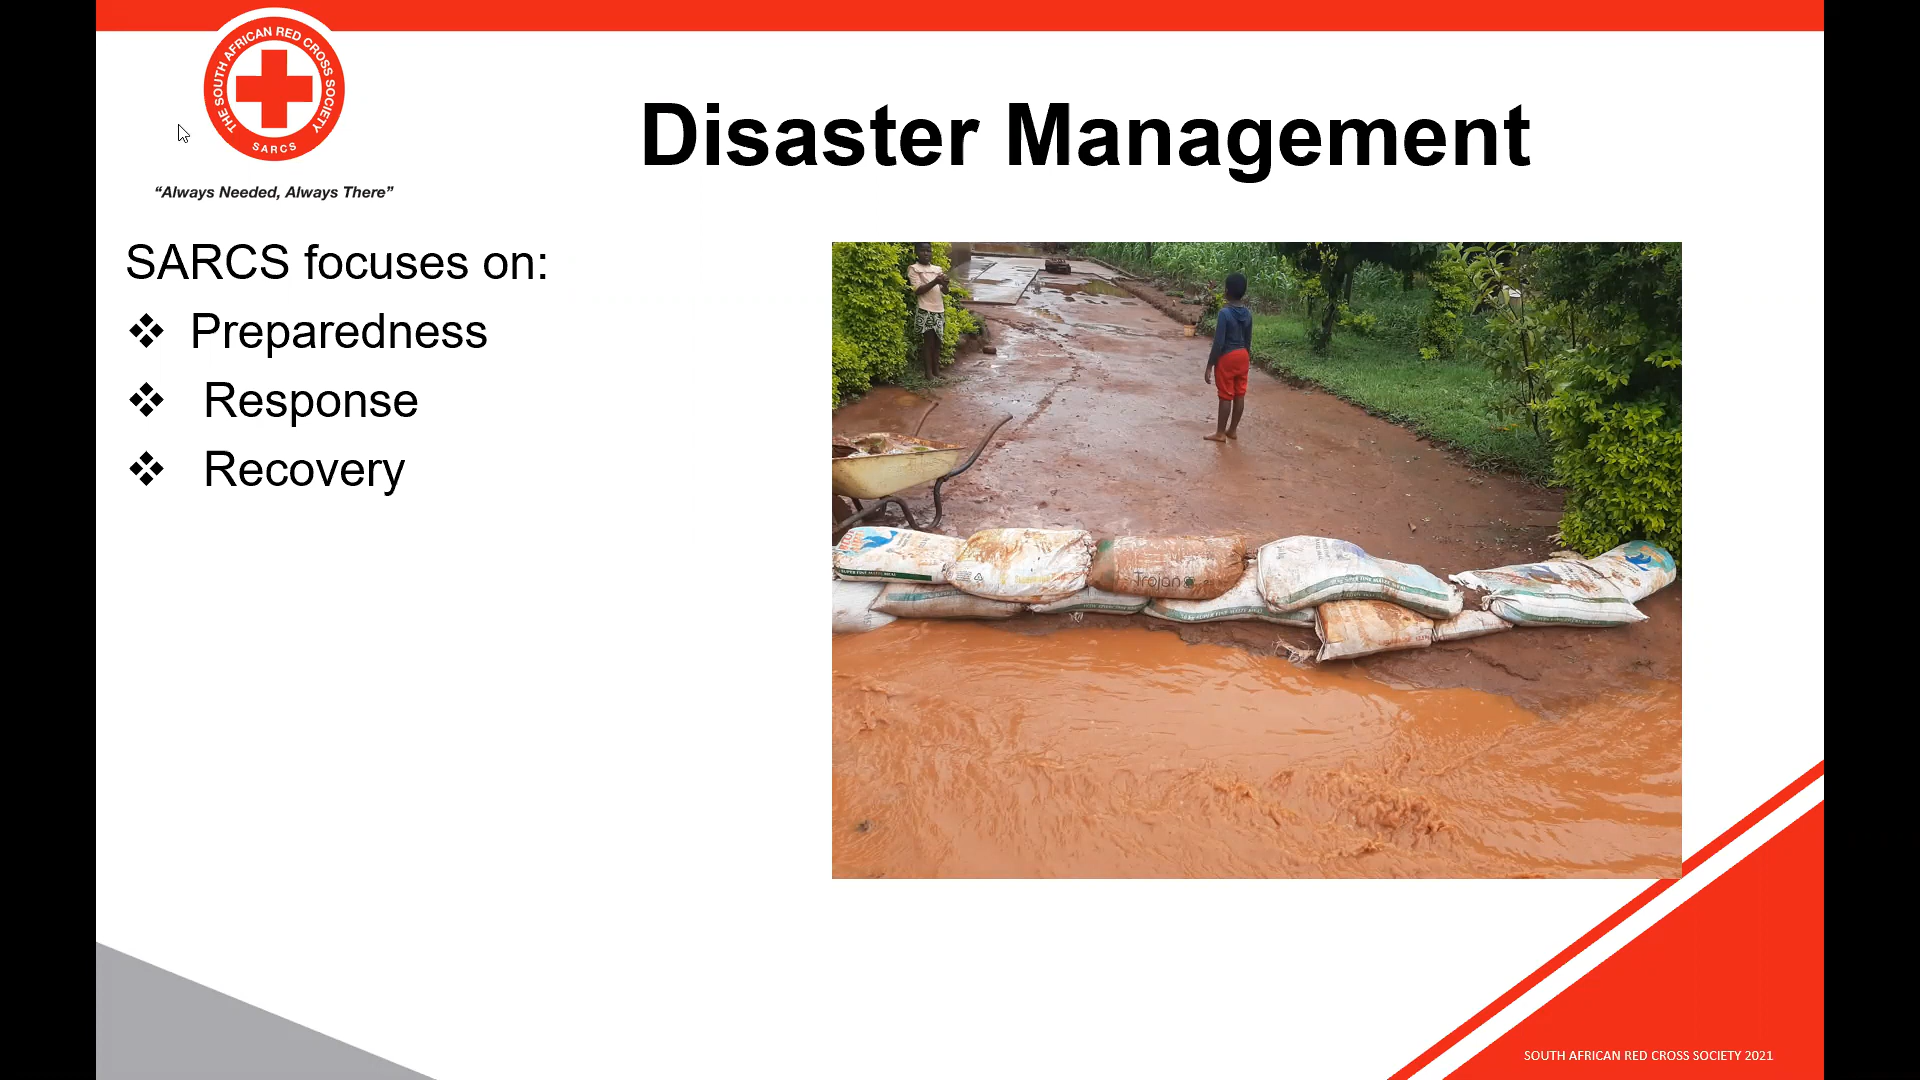 THE SOUTH AFRICAN RED CROSS SOCIETY
SARCS
“Always Needed, Always There”
Disaster Management
SARCS focuses on:
❖ Preparedness
❖ Response
❖ Recovery
Trojan
SOUTH AFRICAN RED CROSS SOCIETY 2021